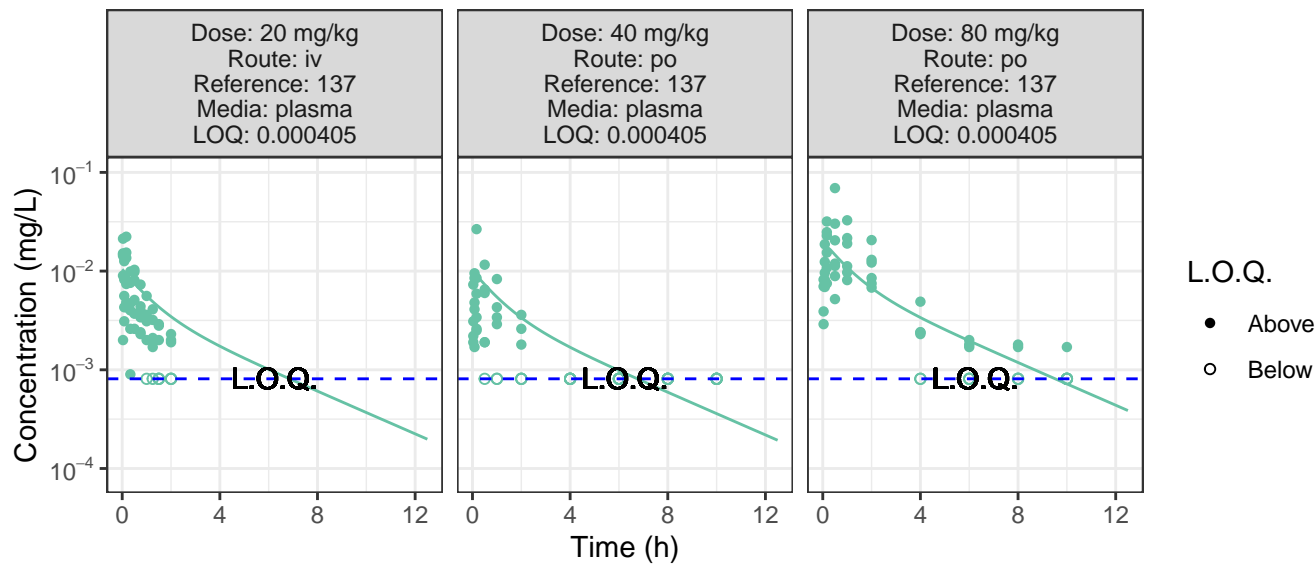 Dose: 20 mg/kg
Route: iv
Reference: 137
Media: plasma
LOQ: 0.000405
Dose: 40 mg/kg
Route: po
Reference: 137
Media: plasma
LOQ: 0.000405
Dose: 80 mg/kg
Route: po
Reference: 137
Media: plasma
LOQ: 0.000405
Concentration (mg/L)
10⁻¹
10⁻²
10⁻³
10⁻⁴
L.O.Q.
L.O.Q.
L.O.Q.
0 4 8 12
0 4 8 12
0 4 8 12
Time (h)
L.O.Q.
Above
Below